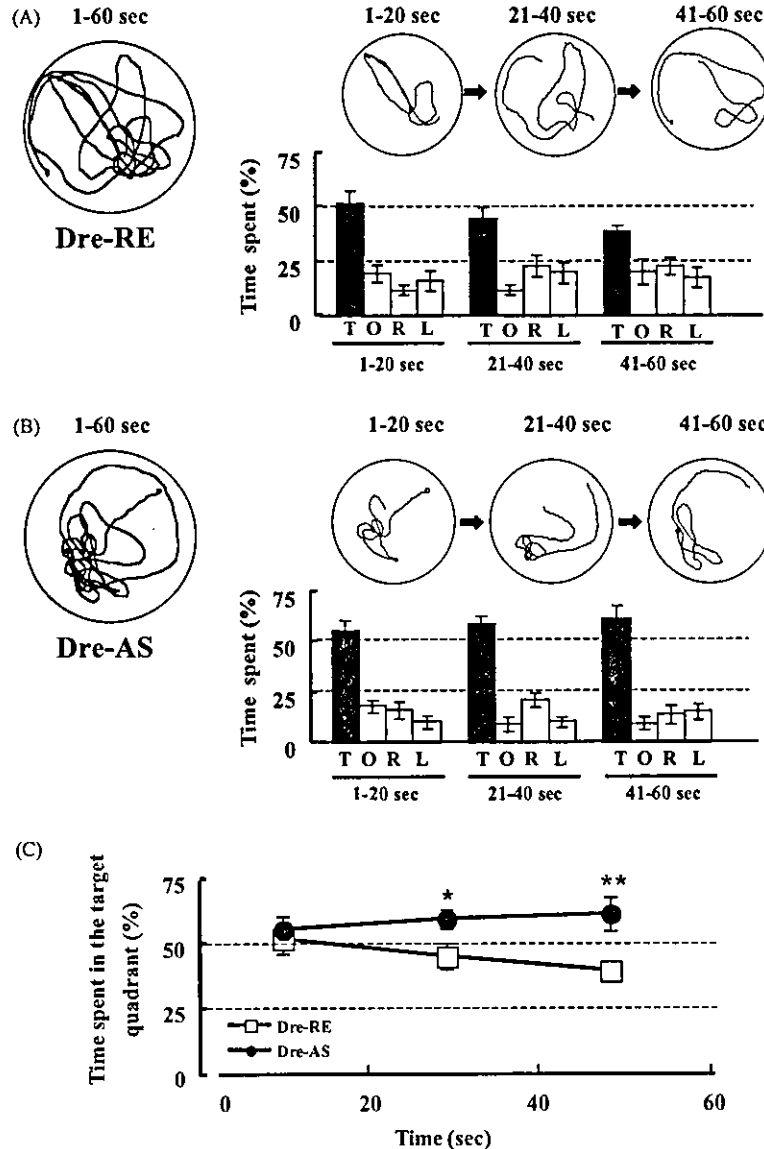 (A) 1-60 sec 1-20 sec 21-40 sec 41-60 sec
Dre-RE
Time spent (%)
75
50
25
0
T O R L T O R L T O R L
1-20 sec 21-40 sec 41-60 sec
(B) 1-60 sec 1-20 sec 21-40 sec 41-60 sec
Dre-AS
Time spent (%)
75
50
25
0
T O R L T O R L T O R L
1-20 sec 21-40 sec 41-60 sec
(C)
Time spent in the target
quadrant (%)
75
50
25
0
* **
Dre-RE
Dre-AS
0 20 40 60
Time (sec)